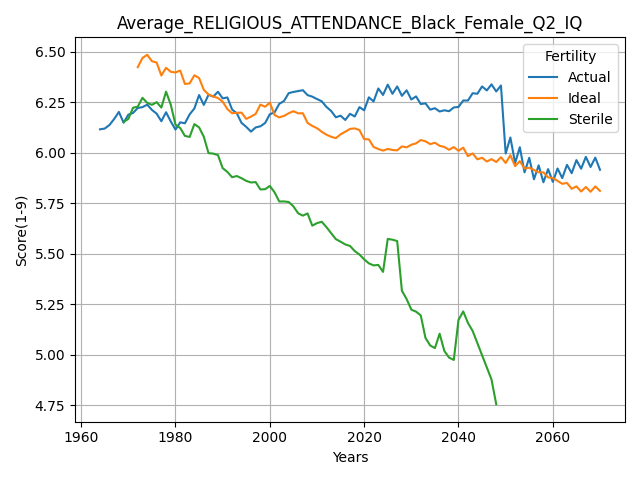 Average_RELIGIOUS_ATTENDANCE_Black_Female_Q2_IQ
Fertility
Actual
Ideal
Sterile
Score(1-9)
6.50
6.25
6.00
5.75
5.50
5.25
5.00
4.75
1960 1980 2000 2020 2040 2060
Years